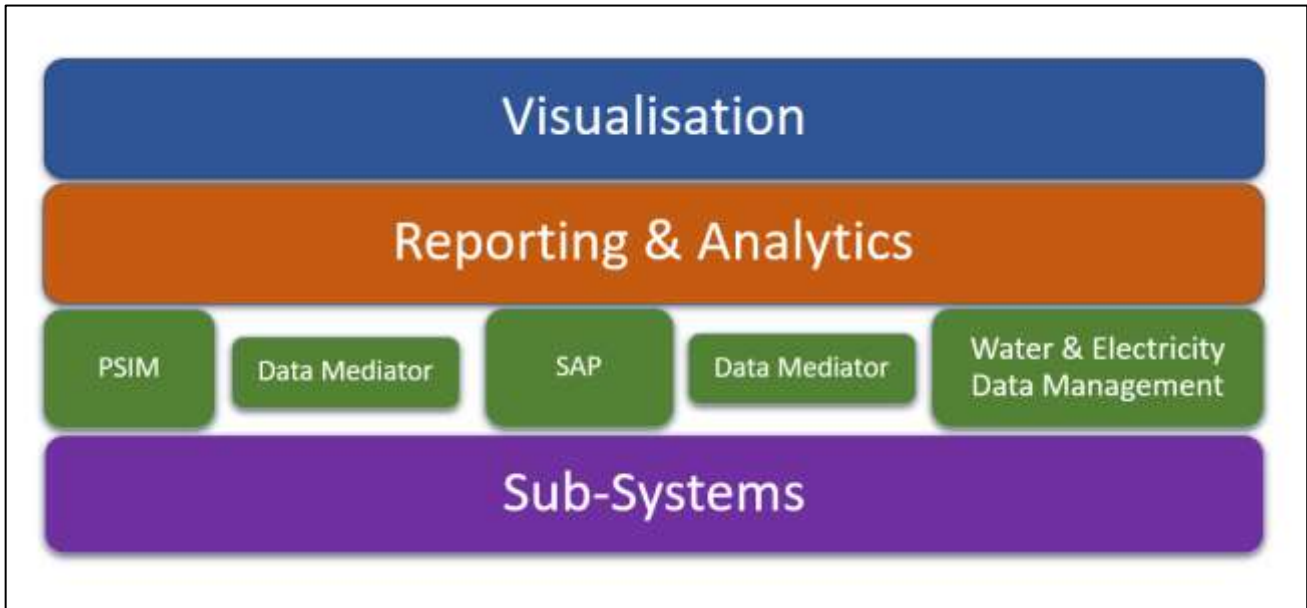 Visualisation
Reporting & Analytics
PSIM
Data Mediator
SAP
Data Mediator
Water & Electricity
Data Management
Sub-Systems